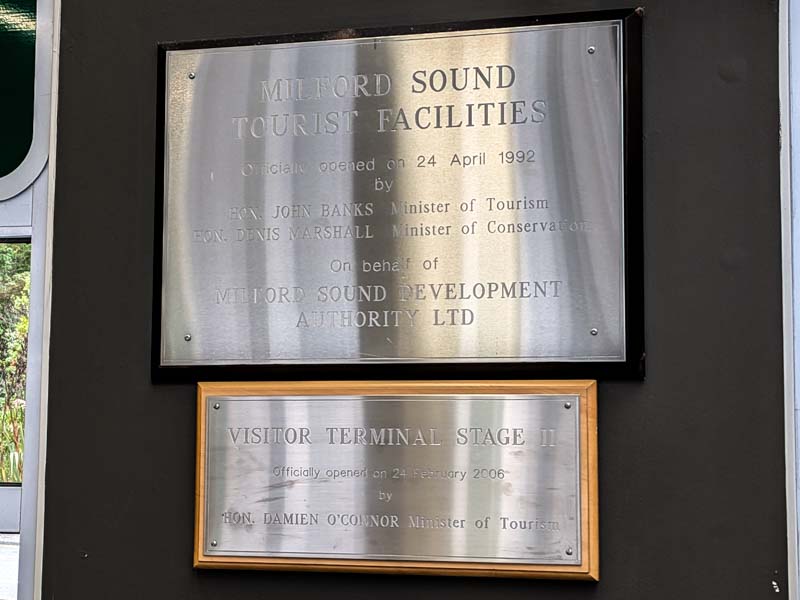 MILFORD SOUND
TOURIST FACILITIES
Officially opened on 24 April 1992
by
HON. JOHN BANKS Minister of Tourism
HON. DENIS MARSHALL Minister of Conservation
On behalf of
MILFORD SOUND DEVELOPMENT
AUTHORITY LTD
VISITOR TERMINAL STAGE II
Officially opened on 24 February 2006
by
HON. DAMIEN O'CONNOR Minister of Tourism